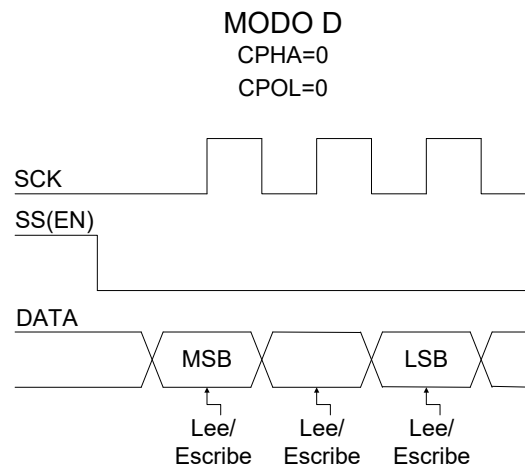 MODO D
CPHA=0
CPOL=0
SCK
SS(EN)
DATA
MSB
LSB
Lee/
Escribe
Lee/
Escribe
Lee/
Escribe